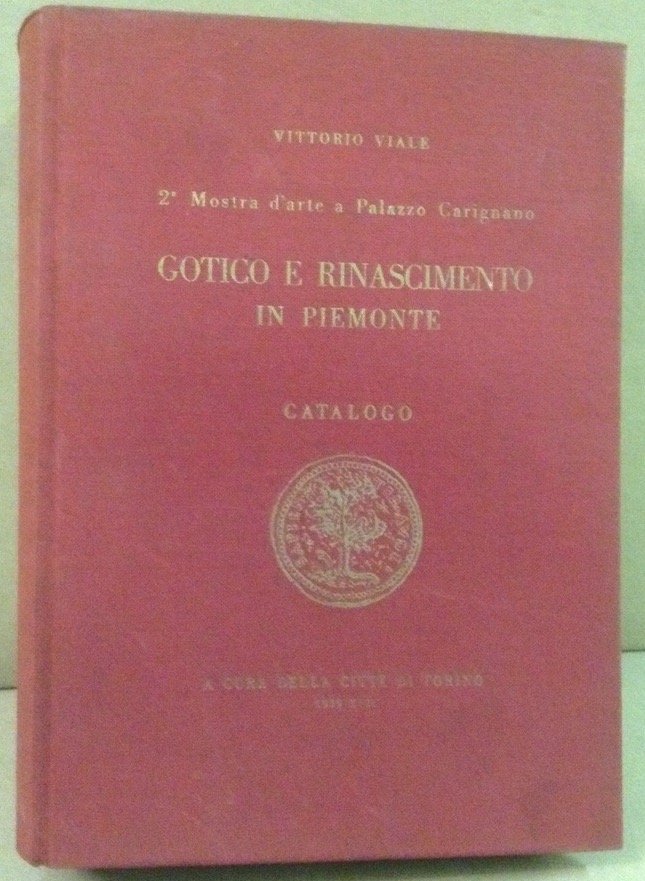 VITTORIO VIALE
2ª Mostra d'arte a Palazzo Carignano
GOTICO E RINASCIMENTO
IN PIEMONTE
CATALOGO
A CURA DELLA CITTÀ DI TORINO